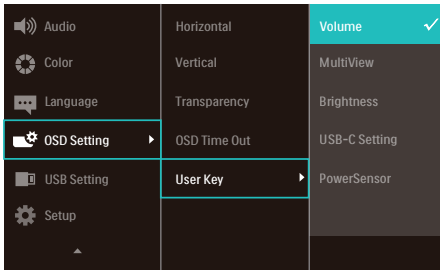 Audio
Color
Language
OSD Setting
USB Setting
Setup
Horizontal
Vertical
Transparency
OSD Time Out
User Key
Volume
MultiView
Brightness
USB-C Setting
PowerSensor